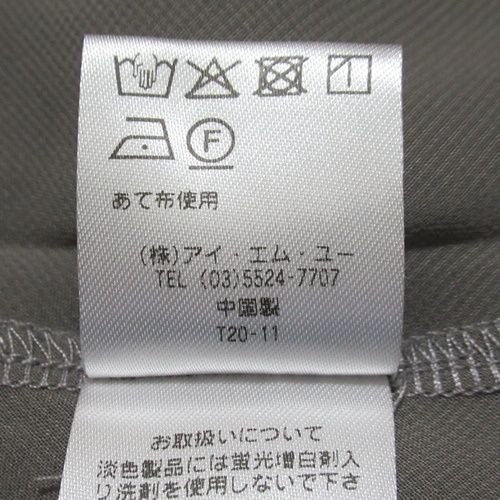 F
あて布使用
(株)アイ・エム・ユー
TEL (03)5524-7707
中国製
T20-11
お取扱いについて
淡色製品には蛍光増白剤入
り洗剤は使用しないで下さ